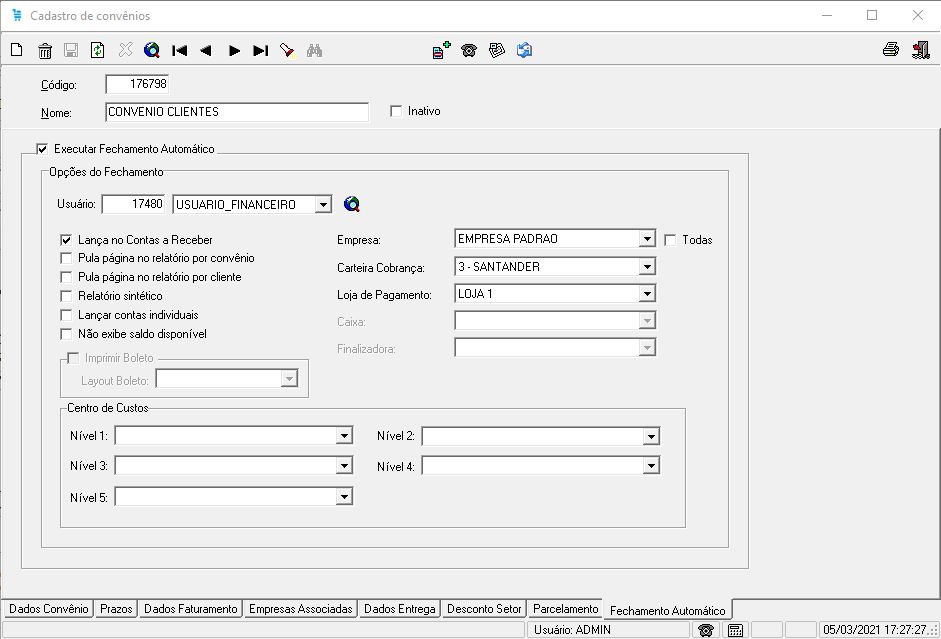 Cadastro de convênios
Código: 176798
Nome: CONVENIO CLIENTES Inativo
Executar Fechamento Automático
Opções do Fechamento
Usuário: 17480 USUARIO_FINANCEIRO
Lança no Contas a Receber
Pula página no relatório por convênio
Pula página no relatório por cliente
Relatório sintético
Lançar contas individuais
Não exibe saldo disponível
Imprimir Boleto
Layout Boleto:
Empresa: EMPRESA PADRAO Todas
Carteira Cobrança: 3 - SANTANDER
Loja de Pagamento: LOJA 1
Caixa:
Finalizadora:
Centro de Custos
Nível 1: Nível 2:
Nível 3: Nível 4:
Nível 5:
Dados Convênio Prazos Dados Faturamento Empresas Associadas Dados Entrega Desconto Setor Parcelamento Fechamento Automático
Usuário: ADMIN 05/03/2021 17:27:27